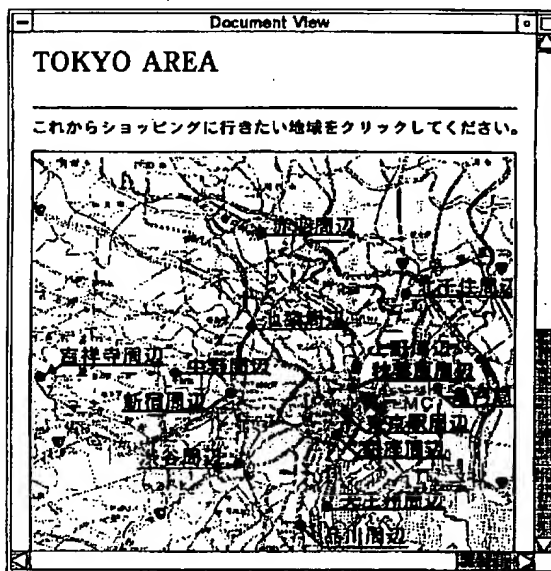 Document View
TOKYO AREA
これからショッピングに行きたい地域をクリックしてください。
赤羽周辺
北千住周辺
池袋周辺
上野周辺
吉祥寺周辺
中野周辺
秋葉原周辺
新宿周辺
MC
東京駅周辺
銀座周辺
渋谷周辺
天王州周辺
品川周辺